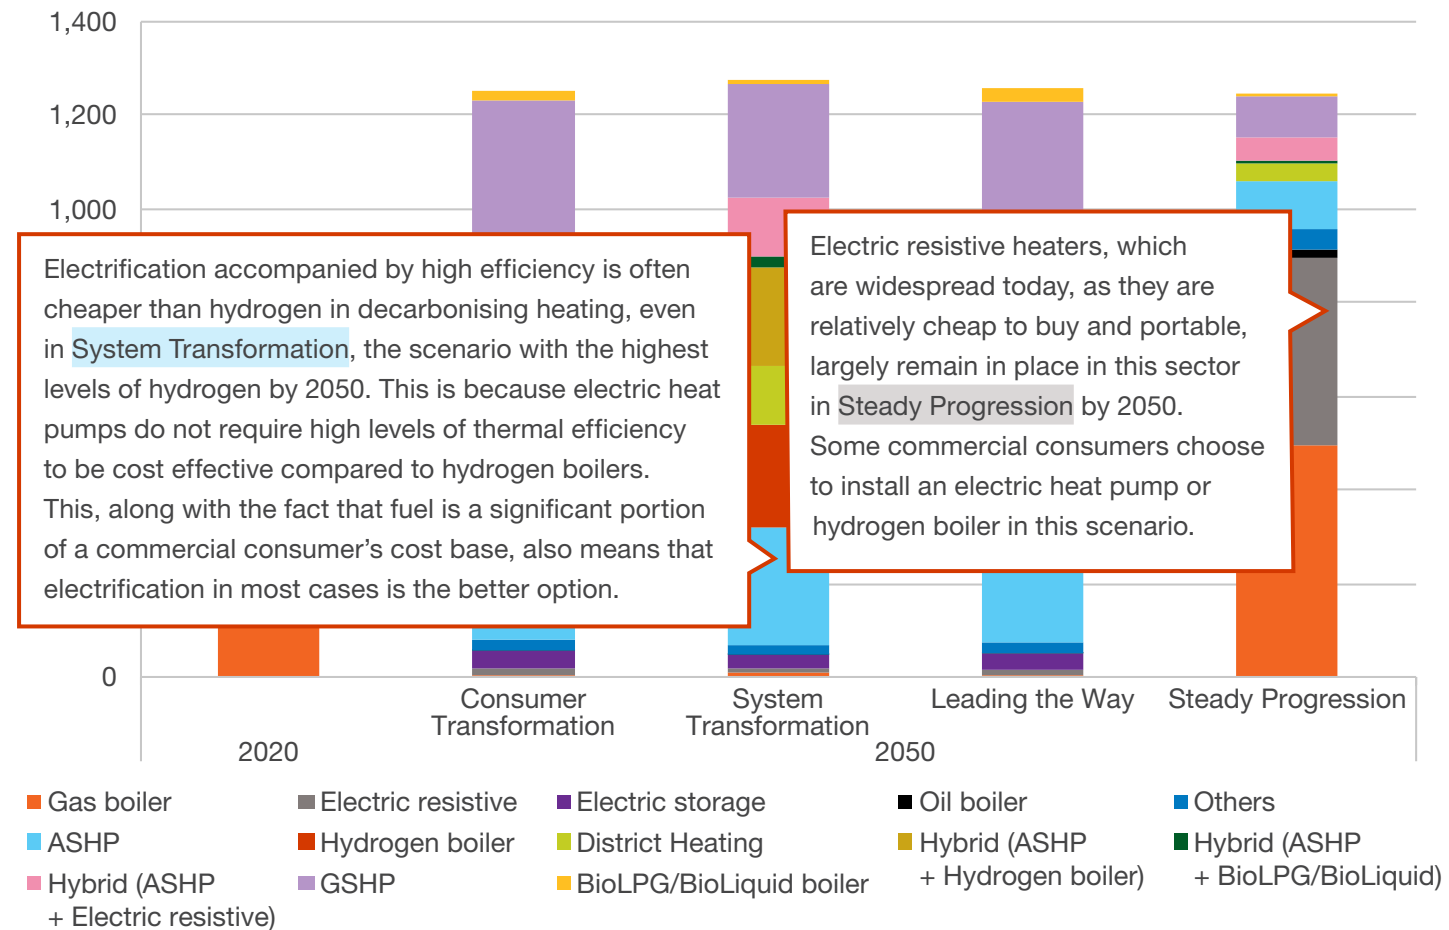 1,400
1,200
1,000
Electrification accompanied by high efficiency is often
cheaper than hydrogen in decarbonising heating, even
in System Transformation, the scenario with the highest
levels of hydrogen by 2050. This is because electric heat
pumps do not require high levels of thermal efficiency
to be cost effective compared to hydrogen boilers.
This, along with the fact that fuel is a significant portion
of a commercial consumer’s cost base, also means that
electrification in most cases is the better option.
Electric resistive heaters, which
are widespread today, as they are
relatively cheap to buy and portable,
largely remain in place in this sector
in Steady Progression by 2050.
Some commercial consumers choose
to install an electric heat pump or
hydrogen boiler in this scenario.
0
Consumer
Transformation
System
Transformation
Leading the Way
Steady Progression
2020
2050
Gas boiler
Electric resistive
Electric storage
Oil boiler
Others
ASHP
Hydrogen boiler
District Heating
Hybrid (ASHP
+ Hydrogen boiler)
Hybrid (ASHP
+ BioLPG/BioLiquid)
Hybrid (ASHP
+ Electric resistive)
GSHP
BioLPG/BioLiquid boiler